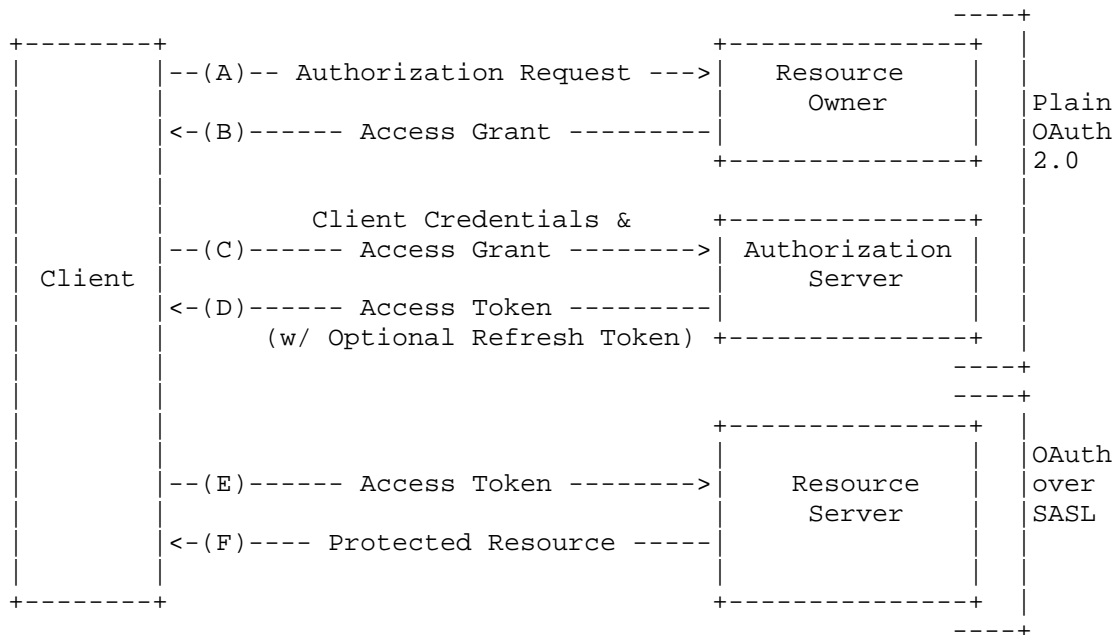 ----+
+--------+                                  +---------------+        |
|        |--(A)-- Authorization Request --->|   Resource    |        |
|        |                                  |     Owner     |        |Plain
|        |<-(B)------ Access Grant ---------|               |        |OAuth
|        |                                  +---------------+        |2.0
|        |                                                           |
|        |         Client Credentials &     +---------------+        |
|        |--(C)------ Access Grant -------->| Authorization |        |
| Client |                                  |    Server     |        |
|        |<-(D)------ Access Token ---------|               |        |
|        |      (w/ Optional Refresh Token) +---------------+        |
|        |                                                       ----+
|        |                                                       ----+
|        |                                  +---------------+        |
|        |                                  |               |        |OAuth
|        |--(E)------ Access Token -------->|    Resource   |        |over
|        |                                  |     Server    |        |SASL
|        |<-(F)---- Protected Resource -----|               |        |
|        |                                  |               |        |
+--------+                                  +---------------+        |
                                                                 ----+